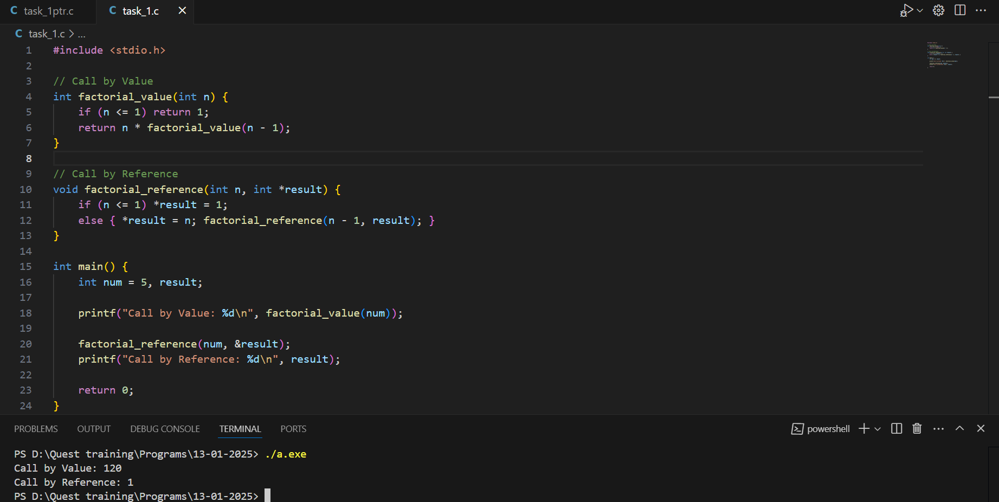 C task_1ptr.c
C task_1.c
C task_1.c > ...
1 #include <stdio.h>
2
3 // Call by Value
4 int factorial_value(int n) {
5     if (n <= 1) return 1;
6     return n * factorial_value(n - 1);
7 }
8
9 // Call by Reference
10 void factorial_reference(int n, int *result) {
11     if (n <= 1) *result = 1;
12     else { *result = n; factorial_reference(n - 1, result); }
13 }
14
15 int main() {
16     int num = 5, result;
17
18     printf("Call by Value: %d\n", factorial_value(num));
19
20     factorial_reference(num, &result);
21     printf("Call by Reference: %d\n", result);
22
23     return 0;
24 }
PROBLEMS OUTPUT DEBUG CONSOLE TERMINAL PORTS powershell
PS D:\Quest training\Programs\13-01-2025> ./a.exe
Call by Value: 120
Call by Reference: 1
PS D:\Quest training\Programs\13-01-2025>